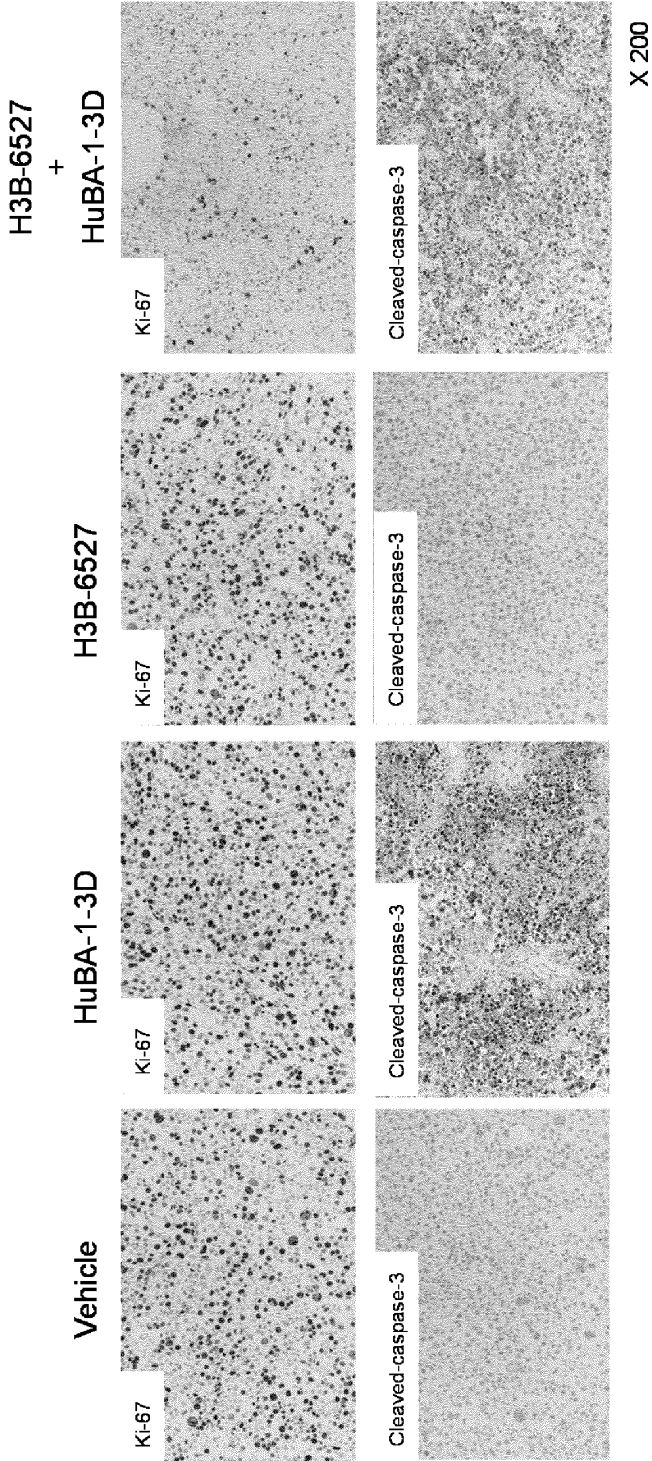 Vehicle
HuBA-1-3D
H3B-6527
H3B-6527
+
HuBA-1-3D
Ki-67
Ki-67
Ki-67
Ki-67
Cleaved-caspase-3
Cleaved-caspase-3
Cleaved-caspase-3
Cleaved-caspase-3
X 200